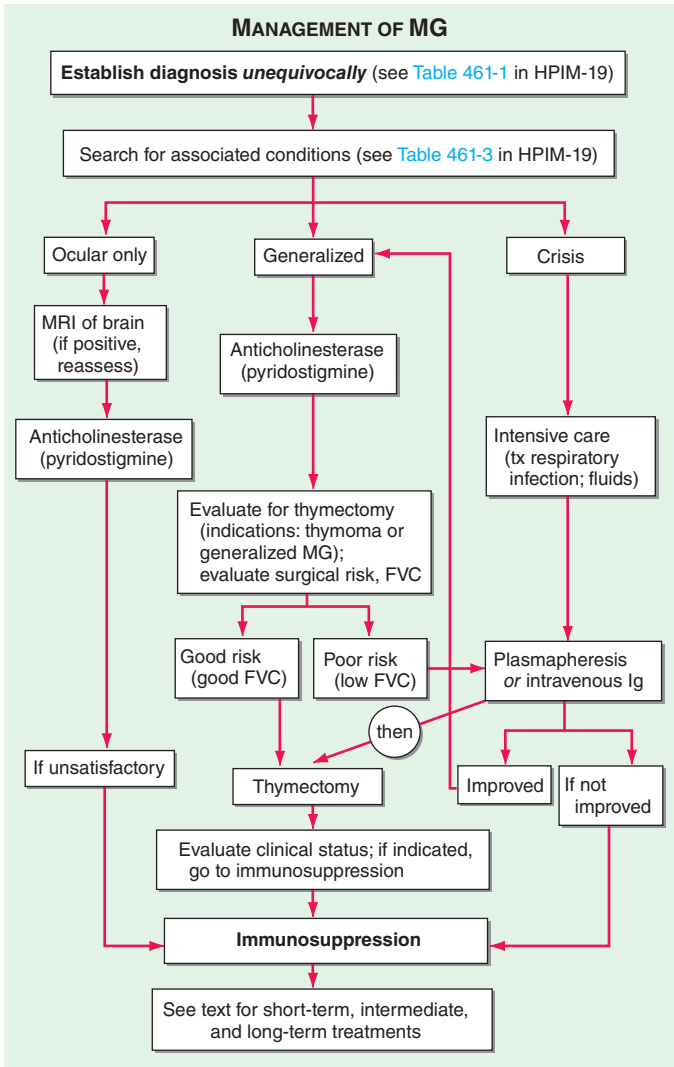 MANAGEMENT OF MG
Establish diagnosis unequivocally (see Table 461-1 in HPIM-19)
Search for associated conditions (see Table 461-3 in HPIM-19)
Ocular only
Generalized
Crisis
MRI of brain
(if positive,
reassess)
Anticholinesterase
(pyridostigmine)
Anticholinesterase
(pyridostigmine)
Intensive care
(tx respiratory
infection; fluids)
Evaluate for thymectomy
(indications: thymoma or
generalized MG);
evaluate surgical risk, FVC
Good risk
(good FVC)
Poor risk
(low FVC)
Plasmapheresis
or intravenous Ig
then
If unsatisfactory
Thymectomy
Improved
If not
improved
Evaluate clinical status; if indicated,
go to immunosuppression
Immunosuppression
See text for short-term, intermediate,
and long-term treatments